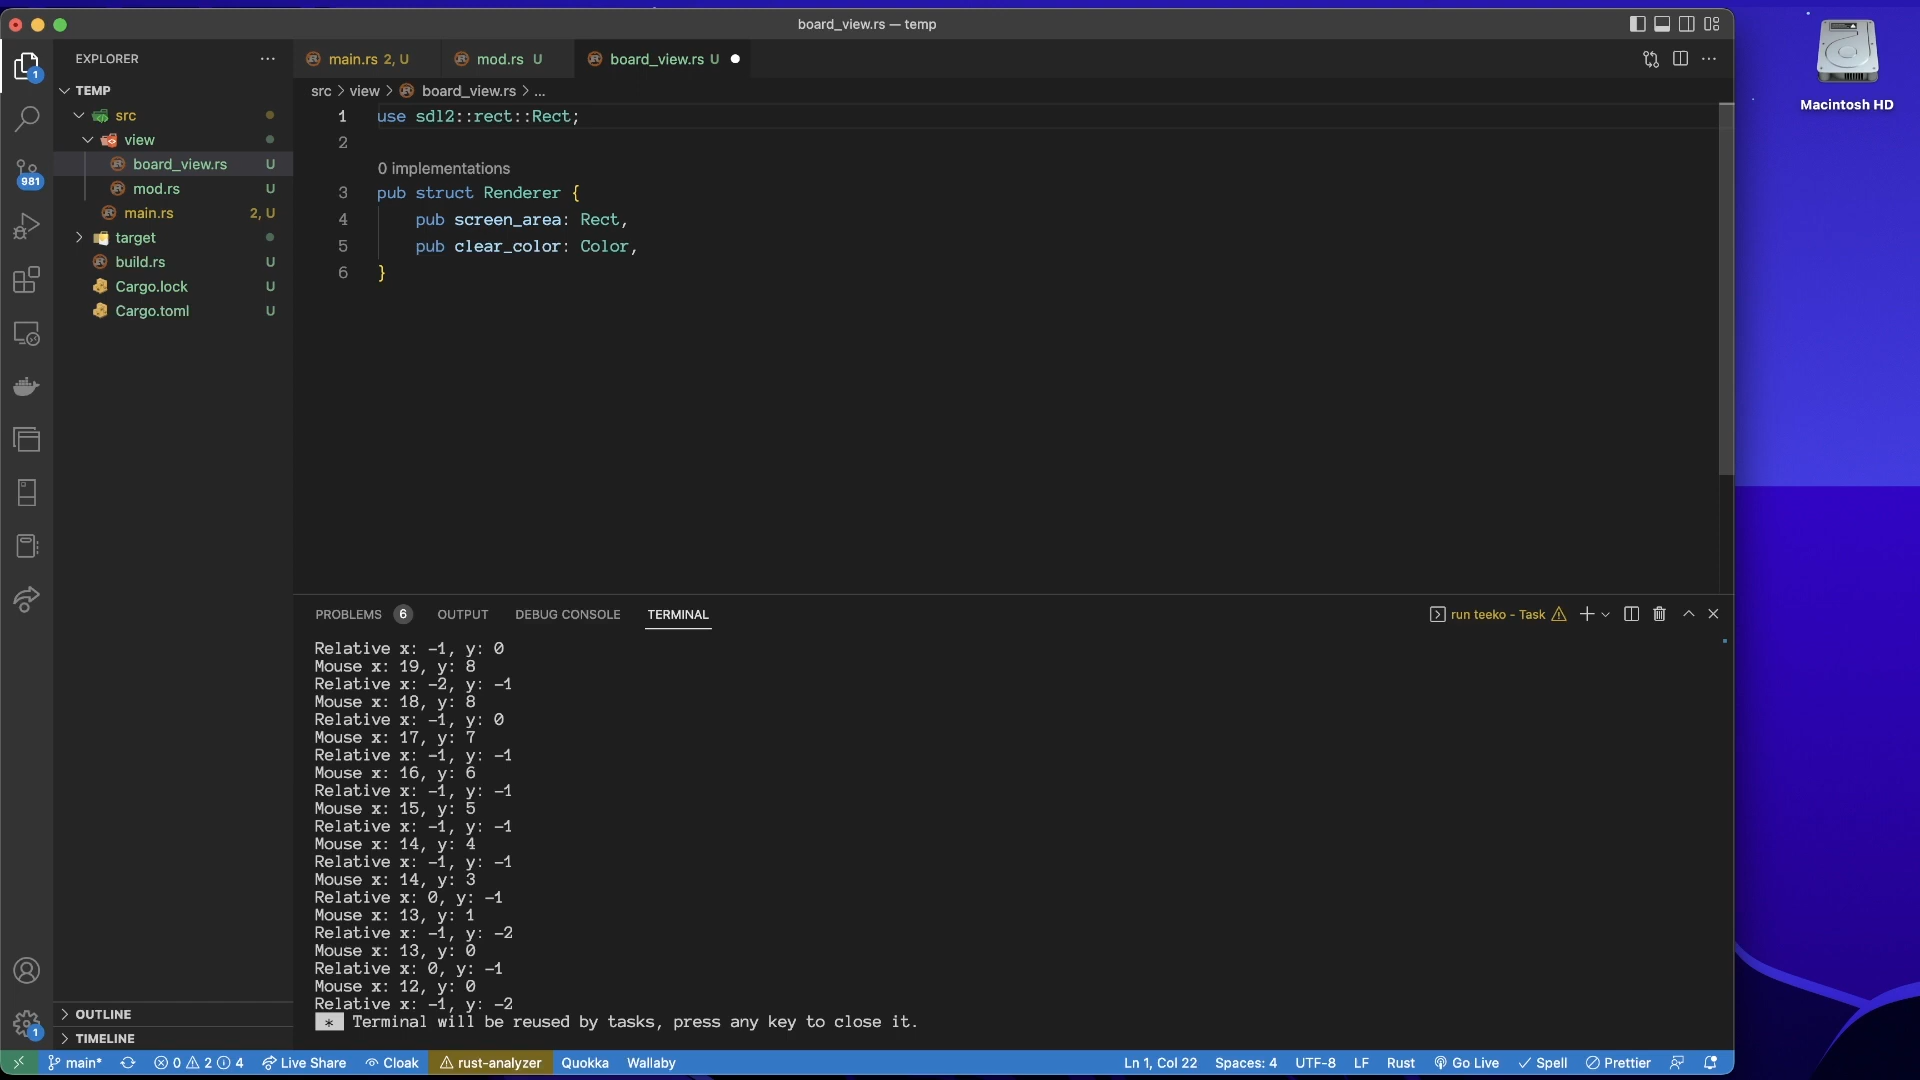 board_view.rs — temp
Macintosh HD
EXPLORER
TEMP
src
view
board_view.rs U
mod.rs U
main.rs 2, U
target
build.rs U
Cargo.lock U
Cargo.toml U
OUTLINE
TIMELINE
1
981
1
main.rs 2, U
mod.rs U
board_view.rs U
src > view > board_view.rs > ...
1 use sdl2::rect::Rect;
2
0 implementations
3 pub struct Renderer {
4 pub screen_area: Rect,
5 pub clear_color: Color,
6 }
PROBLEMS 6 OUTPUT DEBUG CONSOLE TERMINAL
run teeko - Task
Relative x: -1, y: 0
Mouse x: 19, y: 8
Relative x: -2, y: -1
Mouse x: 18, y: 8
Relative x: -1, y: 0
Mouse x: 17, y: 7
Relative x: -1, y: -1
Mouse x: 16, y: 6
Relative x: -1, y: -1
Mouse x: 15, y: 5
Relative x: -1, y: -1
Mouse x: 14, y: 4
Relative x: -1, y: -1
Mouse x: 14, y: 3
Relative x: 0, y: -1
Mouse x: 13, y: 1
Relative x: -1, y: -2
Mouse x: 13, y: 0
Relative x: 0, y: -1
Mouse x: 12, y: 0
Relative x: -1, y: -2
* Terminal will be reused by tasks, press any key to close it.
main* 0 2 4 Live Share Cloak rust-analyzer Quokka Wallaby Ln 1, Col 22 Spaces: 4 UTF-8 LF Rust Go Live Spell Prettier